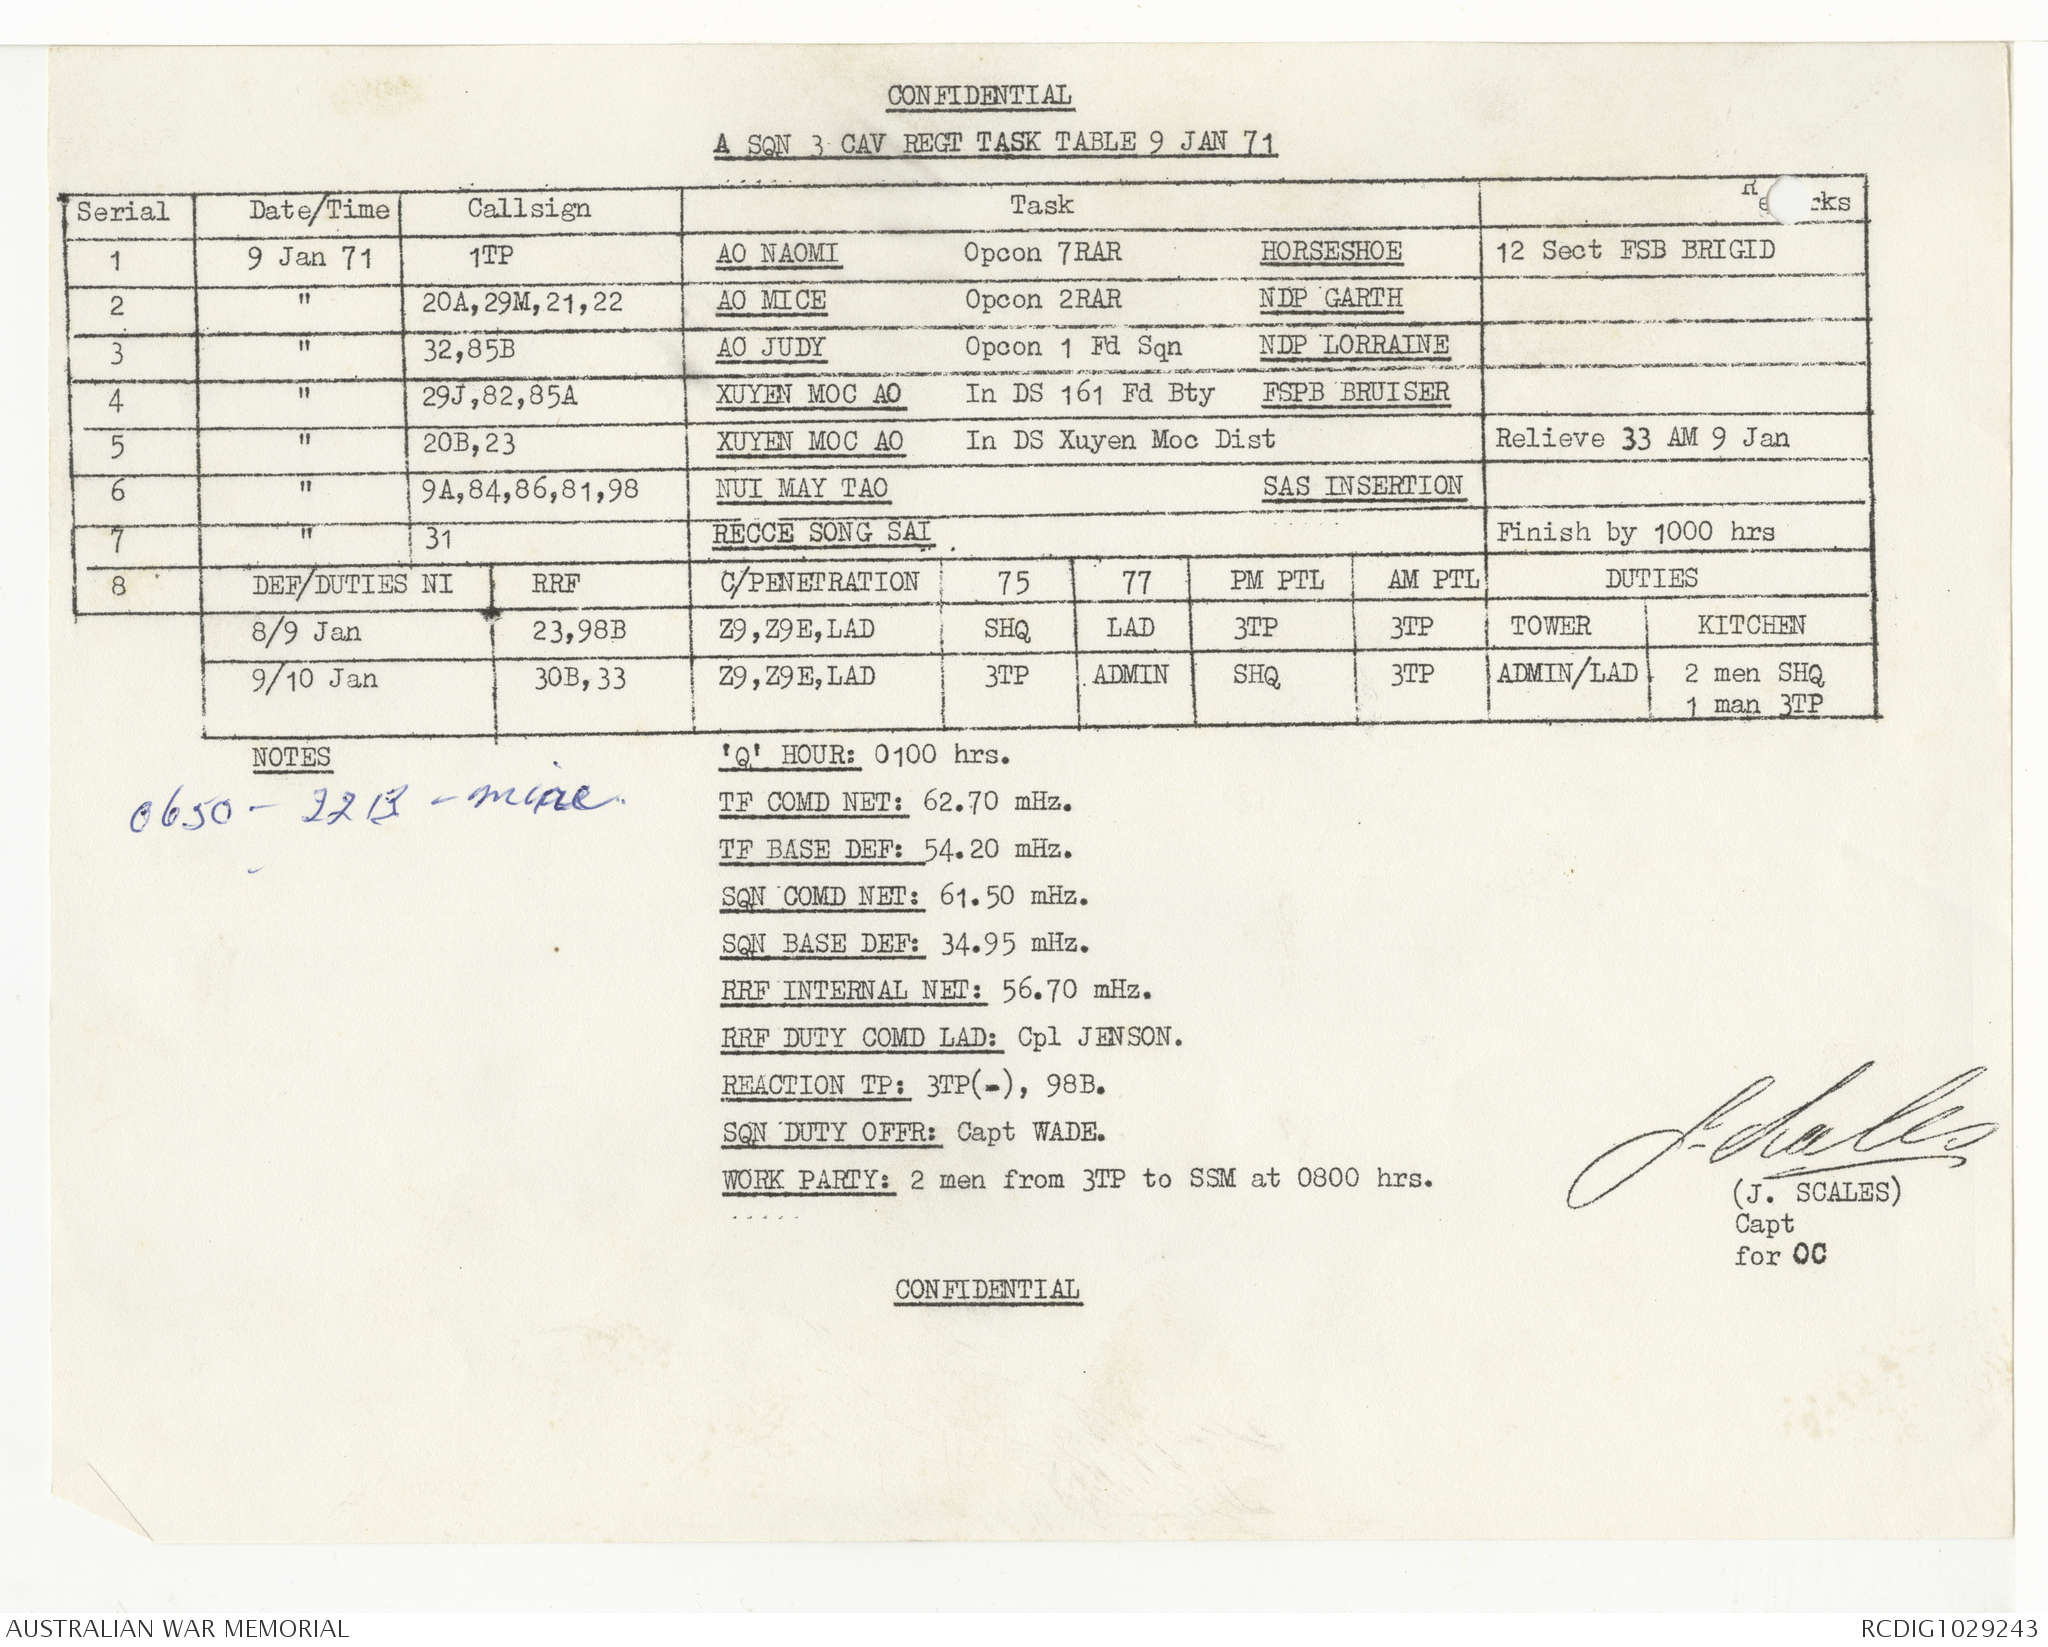 CONFIDENTIAL
A SQN 3 CAV REGT TASK TABLE 9 JAN 71
Serial Date/Time Callsign Task
1 9 Jan 71 1TP AO NAOMI Opcon 7RAR HORSESHOE 12 Sect FSB BRIGID
2 " 20A,29M,21,22 AO MICE Opcon 2RAR NDP GARTH
3 " 32,85B AO JUDY Opcon 1 Fd Sqn NDP LORRAINE
4 " 29J,82,85A XUYEN MOC AO In DS 161 Fd Bty FSPB BRUISER
5 " 20B,23 XUYEN MOC AO In DS Xuyen Moc Dist Relieve 33 AM 9 Jan
6 " 9A,84,86,81,98 NUI MAY TAO SAS INSERTION
7 " 31 RECCE SONG SAI Finish by 1000 hrs
8 DEF/DUTIES NI RRF C/PENETRATION 75 77 PM PTL AM PTL DUTIES
8/9 Jan 23,98B Z9,Z9E,LAD SHQ LAD 3TP 3TP TOWER KITCHEN
9/10 Jan 30B,33 Z9,Z9E,LAD 3TP ADMIN SHQ 3TP ADMIN/LAD 2 men SHQ
1 man 3TP
NOTES 'Q' HOUR: 0100 hrs.
0650 - 22B - mine.
TF COMD NET: 62.70 mHz.
TF BASE DEF: 54.20 mHz.
SQN COMD NET: 61.50 mHz.
SQN BASE DEF: 34.95 mHz.
RRF INTERNAL NET: 56.70 mHz.
RRF DUTY COMD LAD: Cpl JENSON.
REACTION TP: 3TP(-), 98B.
SQN DUTY OFFR: Capt WADE.
WORK PARTY: 2 men from 3TP to SSM at 0800 hrs.
J Scales
(J. SCALES)
Capt
for OC
CONFIDENTIAL
AUSTRALIAN WAR MEMORIAL RCDIG1029243